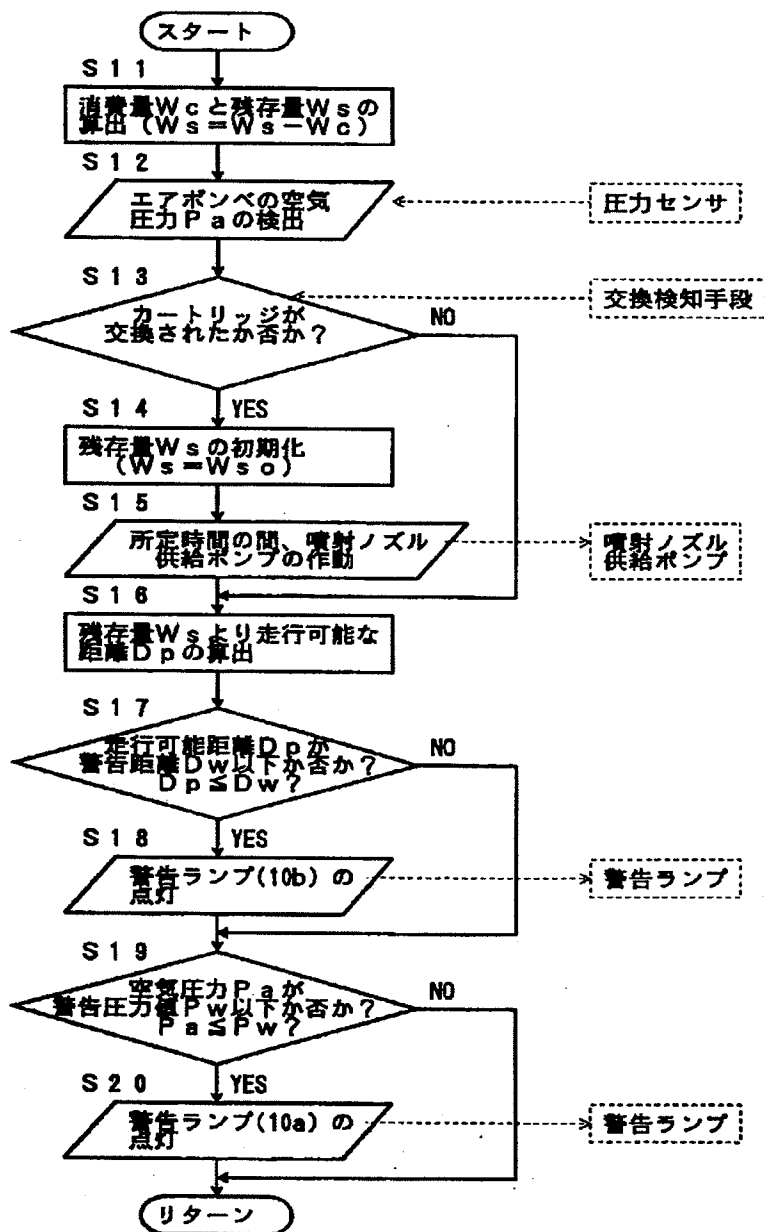 スタート
S11
消費量Wcと残存量Wsの
算出（Ws＝Ws－Wc）
S12
エアボンベの空気
圧力Paの検出
圧力センサ
S13
カートリッジが
交換されたか否か？
交換検知手段
NO
YES
S14
残存量Wsの初期化
（Ws＝Wso）
S15
所定時間の間、噴射ノズル
供給ポンプの作動
噴射ノズル
供給ポンプ
S16
残存量Wsより走行可能な
距離Dpの算出
S17
走行可能距離Dpが
警告距離Dw以下か否か？
Dp≦Dw？
NO
YES
S18
警告ランプ(10b)の
点灯
警告ランプ
S19
空気圧力Paが
警告圧力値Pw以下か否か？
Pa≦Pw？
NO
YES
S20
警告ランプ(10a)の
点灯
警告ランプ
リターン